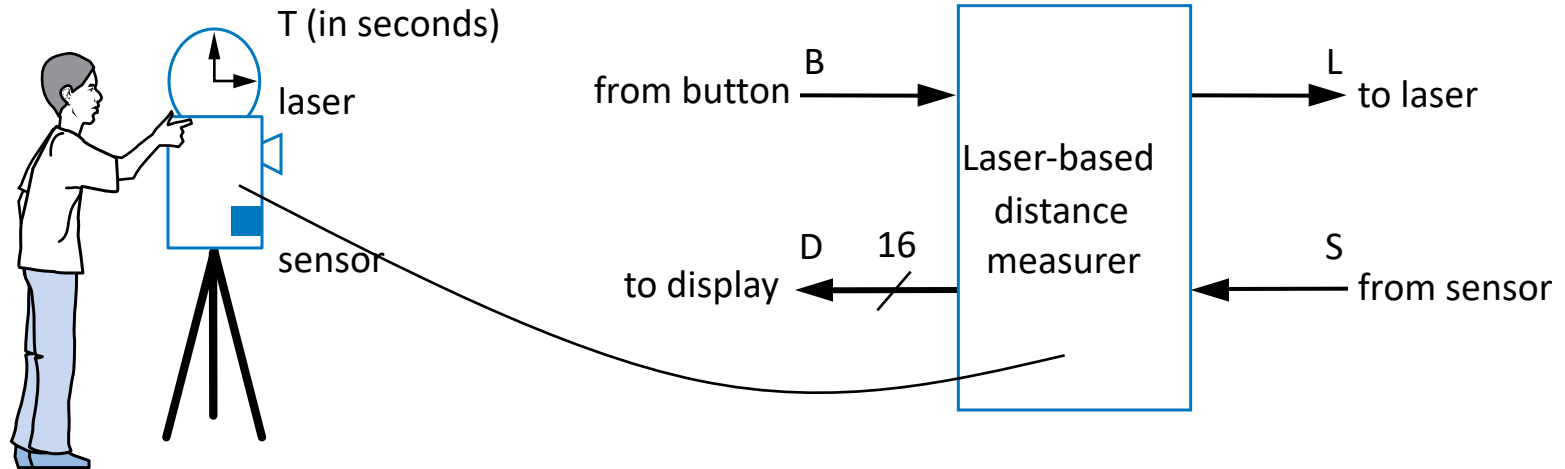 T (in seconds)
laser
sensor
B
from button
L
to laser
Laser-based
distance
measurer
D
16
to display
S
from sensor